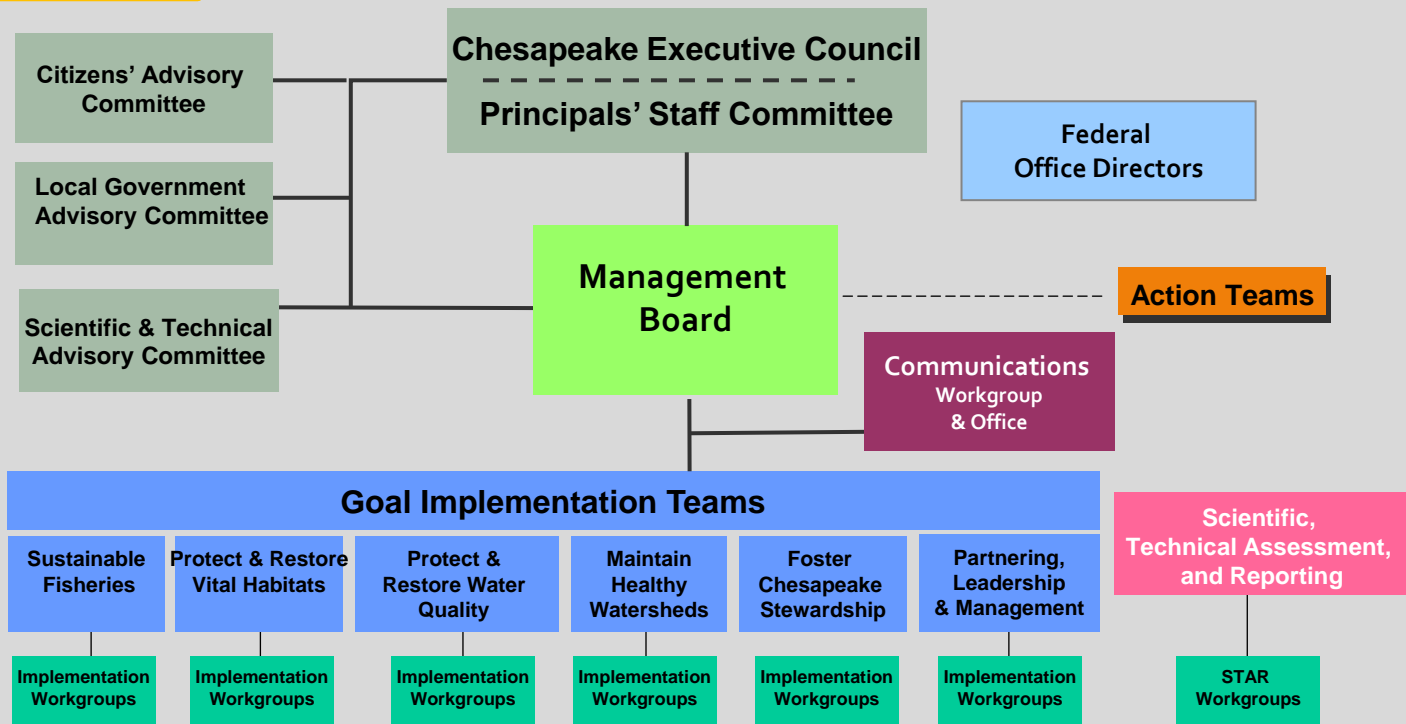 Chesapeake Executive Council
Principals' Staff Committee
Citizens' Advisory
Committee
Local Government
Advisory Committee
Scientific & Technical
Advisory Committee
Federal
Office Directors
Management
Board
Action Teams
Communications
Workgroup
& Office
Goal Implementation Teams
Sustainable
Fisheries
Protect & Restore
Vital Habitats
Protect &
Restore Water
Quality
Maintain
Healthy
Watersheds
Foster
Chesapeake
Stewardship
Partnering,
Leadership
& Management
Scientific,
Technical Assessment,
and Reporting
Implementation
Workgroups
Implementation
Workgroups
Implementation
Workgroups
Implementation
Workgroups
Implementation
Workgroups
Implementation
Workgroups
STAR
Workgroups